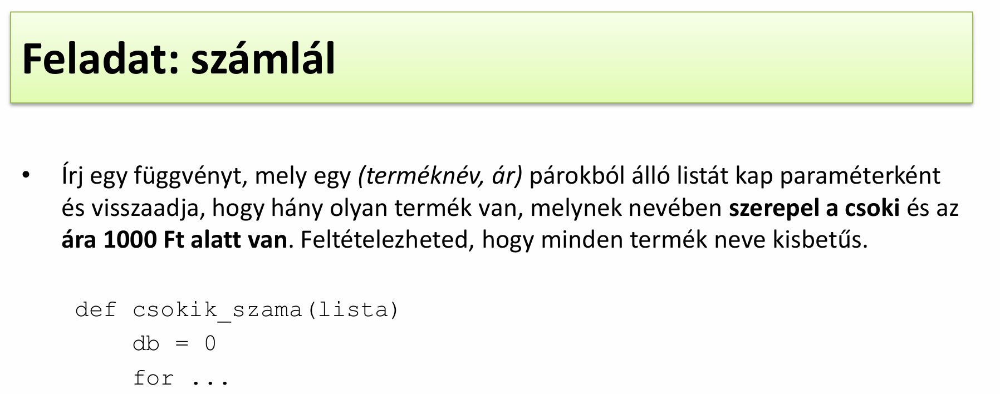 Feladat: számlál
• Írj egy függvényt, mely egy (terméknév, ár) párokból álló listát kap paraméterként
és visszaadja, hogy hány olyan termék van, melynek nevében szerepel a csoki és az
ára 1000 Ft alatt van. Feltételezheted, hogy minden termék neve kisbetűs.
def csokik_szama(lista)
    db = 0
    for ...